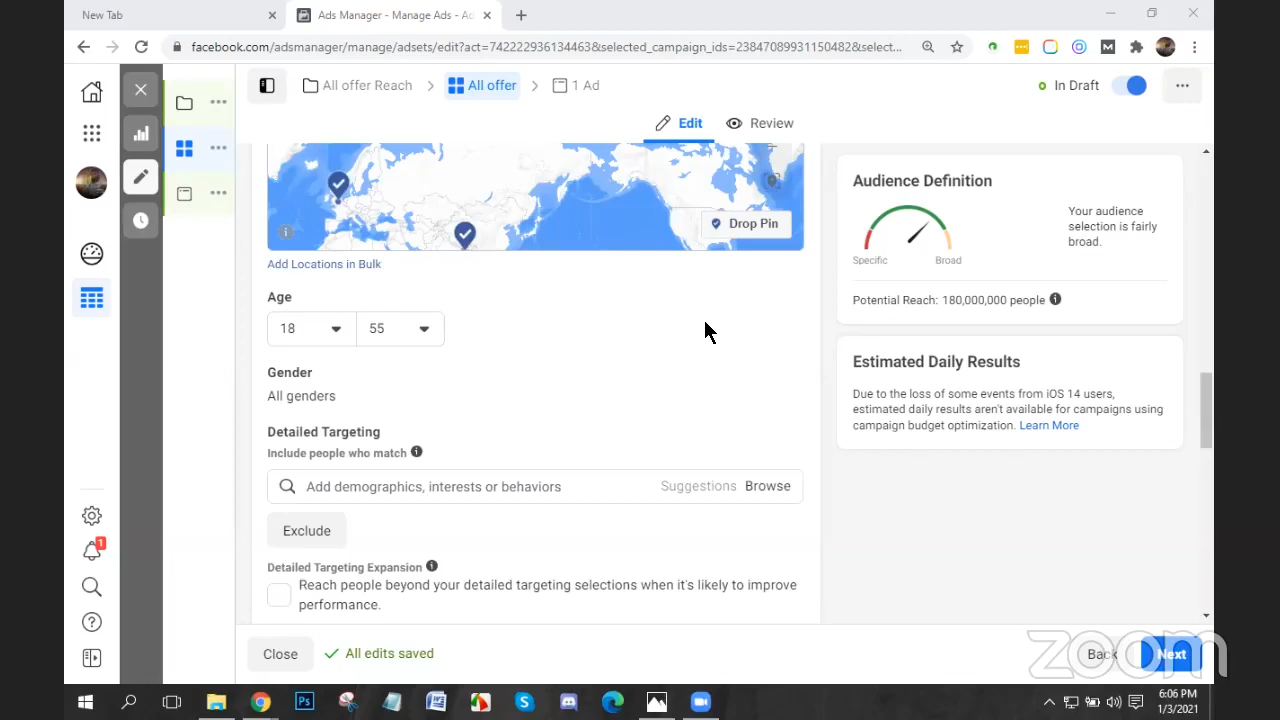 New Tab
Ads Manager - Manage Ads - Ad
facebook.com/adsmanager/manage/adsets/edit?act=742222936134463&selected_campaign_ids=23847089931150482&select...
All offer Reach
All offer
1 Ad
In Draft
Edit
Review
Drop Pin
Add Locations in Bulk
Age
18
55
Gender
All genders
Detailed Targeting
Include people who match
Add demographics, interests or behaviors
Suggestions
Browse
Exclude
Detailed Targeting Expansion
Reach people beyond your detailed targeting selections when it's likely to improve
performance.
Audience Definition
Your audience
selection is fairly
broad.
Specific
Broad
Potential Reach: 180,000,000 people
Estimated Daily Results
Due to the loss of some events from iOS 14 users,
estimated daily results aren't available for campaigns using
campaign budget optimization. Learn More
1
Close
All edits saved
Back
Next
zoom
6:06 PM
1/3/2021